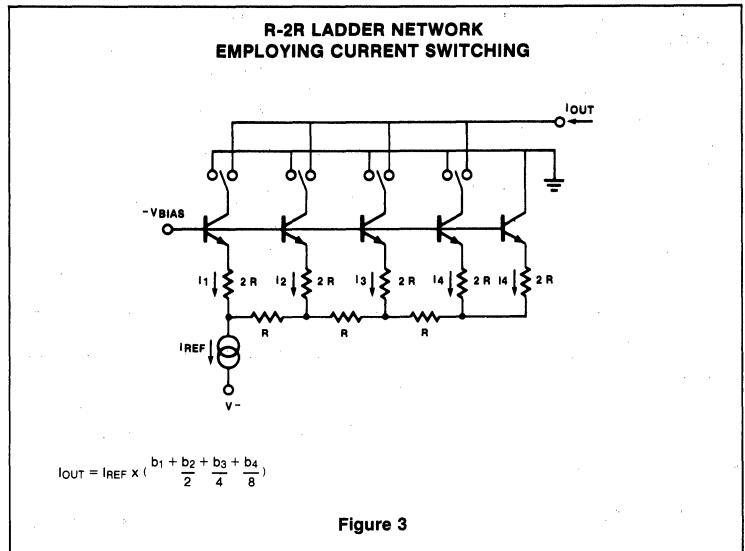 R-2R LADDER NETWORK
EMPLOYING CURRENT SWITCHING
IOUT
-VBIAS
I1 2 R I2 2 R I3 2 R I4 2 R I4 2 R
R R R
IREF
V-
IOUT = IREF x ( b1 + b2/2 + b3/4 + b4/8 )
Figure 3